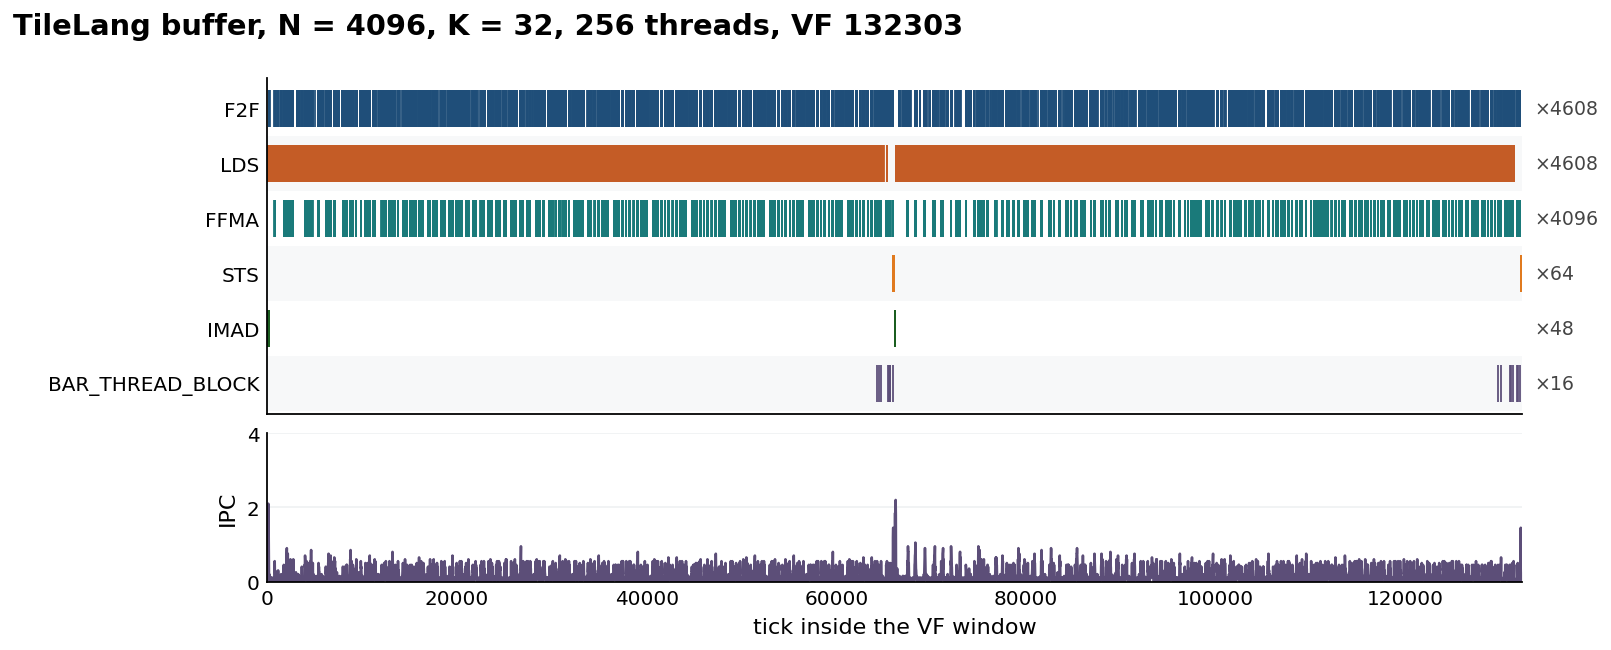 TileLang buffer, N = 4096, K = 32, 256 threads, VF 132303
F2F ×4608
LDS ×4608
FFMA ×4096
STS ×64
IMAD ×48
BAR_THREAD_BLOCK ×16
4
2
0
IPC
0 20000 40000 60000 80000 100000 120000
tick inside the VF window